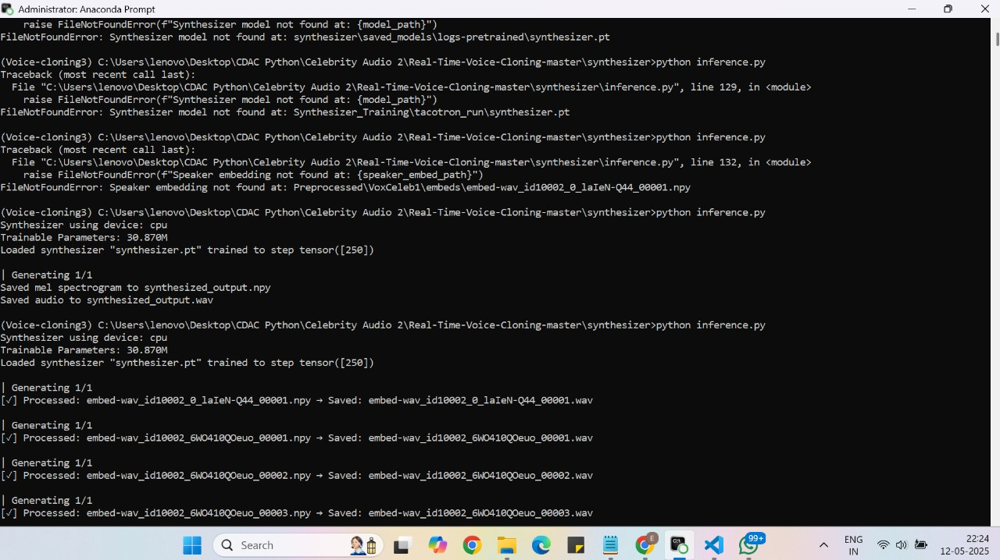 Administrator: Anaconda Prompt
raise FileNotFoundError(f"Synthesizer model not found at: {model_path}")
FileNotFoundError: Synthesizer model not found at: synthesizer\saved_models\logs-pretrained\synthesizer.pt
(Voice-cloning3) C:\Users\lenovo\Desktop\CDAC Python\Celebrity Audio 2\Real-Time-Voice-Cloning-master\synthesizer>python inference.py
Traceback (most recent call last):
File "C:\Users\lenovo\Desktop\CDAC Python\Celebrity Audio 2\Real-Time-Voice-Cloning-master\synthesizer\inference.py", line 129, in <module>
raise FileNotFoundError(f"Synthesizer model not found at: {model_path}")
FileNotFoundError: Synthesizer model not found at: Synthesizer_Training\tacotron_run\synthesizer.pt
(Voice-cloning3) C:\Users\lenovo\Desktop\CDAC Python\Celebrity Audio 2\Real-Time-Voice-Cloning-master\synthesizer>python inference.py
Traceback (most recent call last):
File "C:\Users\lenovo\Desktop\CDAC Python\Celebrity Audio 2\Real-Time-Voice-Cloning-master\synthesizer\inference.py", line 132, in <module>
raise FileNotFoundError(f"Speaker embedding not found at: {speaker_embed_path}")
FileNotFoundError: Speaker embedding not found at: Preprocessed\VoxCeleb1\embeds\embed-wav_id10002_0_laIeN-Q44_00001.npy
(Voice-cloning3) C:\Users\lenovo\Desktop\CDAC Python\Celebrity Audio 2\Real-Time-Voice-Cloning-master\synthesizer>python inference.py
Synthesizer using device: cpu
Trainable Parameters: 30.870M
Loaded synthesizer "synthesizer.pt" trained to step tensor([250])
| Generating 1/1
Saved mel spectrogram to synthesized_output.npy
Saved audio to synthesized_output.wav
(Voice-cloning3) C:\Users\lenovo\Desktop\CDAC Python\Celebrity Audio 2\Real-Time-Voice-Cloning-master\synthesizer>python inference.py
Synthesizer using device: cpu
Trainable Parameters: 30.870M
Loaded synthesizer "synthesizer.pt" trained to step tensor([250])
| Generating 1/1
[✓] Processed: embed-wav_id10002_0_laIeN-Q44_00001.npy → Saved: embed-wav_id10002_0_laIeN-Q44_00001.wav
| Generating 1/1
[✓] Processed: embed-wav_id10002_6WO410QOeuo_00001.npy → Saved: embed-wav_id10002_6WO410QOeuo_00001.wav
| Generating 1/1
[✓] Processed: embed-wav_id10002_6WO410QOeuo_00002.npy → Saved: embed-wav_id10002_6WO410QOeuo_00002.wav
| Generating 1/1
[✓] Processed: embed-wav_id10002_6WO410QOeuo_00003.npy → Saved: embed-wav_id10002_6WO410QOeuo_00003.wav
Search
E
99+
ENG
IN
22:24
12-05-2025